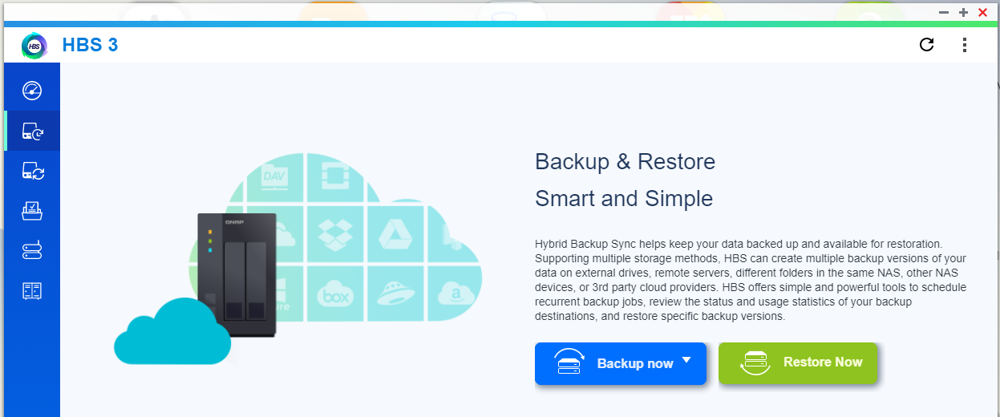 HBS
HBS 3
Backup & Restore
Smart and Simple
DAV
QNAP
box
a
Hybrid Backup Sync helps keep your data backed up and available for restoration.
Supporting multiple storage methods, HBS can create multiple backup versions of your
data on external drives, remote servers, different folders in the same NAS, other NAS
devices, or 3rd party cloud providers. HBS offers simple and powerful tools to schedule
recurrent backup jobs, review the status and usage statistics of your backup
destinations, and restore specific backup versions.
Backup now
Restore Now